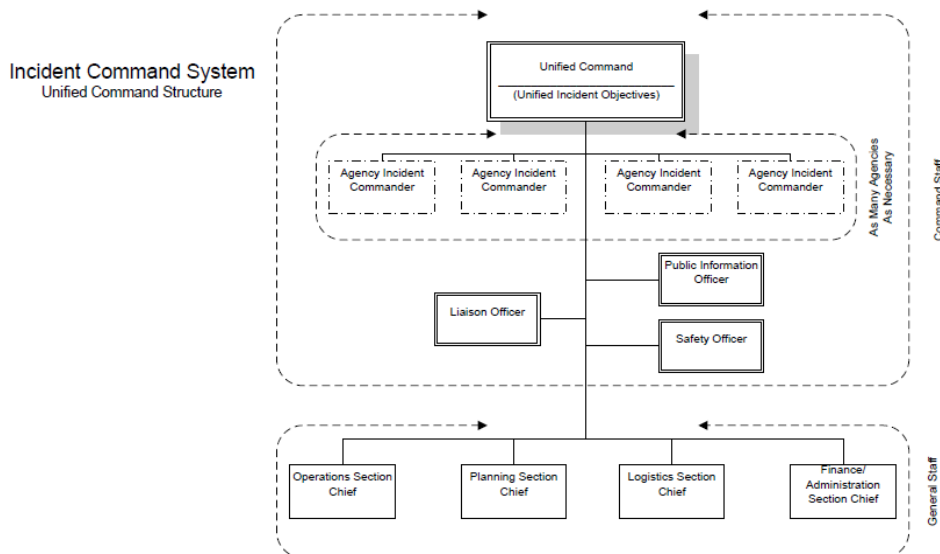 Incident Command System
Unified Command Structure
Unified Command
(Unified Incident Objectives)
Agency Incident
Commander
Agency Incident
Commander
Agency Incident
Commander
Agency Incident
Commander
As Many Agencies
As Necessary
Command Staff
Public Information
Officer
Liaison Officer
Safety Officer
Operations Section
Chief
Planning Section
Chief
Logistics Section
Chief
Finance/
Administration
Section Chief
General Staff